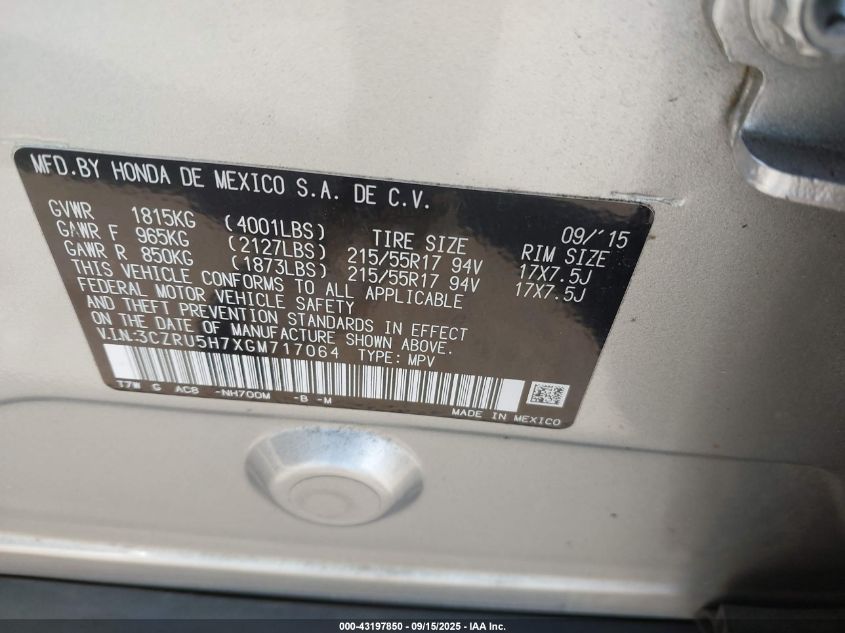 MFD.BY HONDA DE MEXICO S.A. DE C.V.
09/'15
GVWR 1815KG (4001LBS) TIRE SIZE RIM SIZE
GAWR F 965KG (2127LBS) 215/55R17 94V 17X7.5J
GAWR R 850KG (1873LBS) 215/55R17 94V 17X7.5J
THIS VEHICLE CONFORMS TO ALL APPLICABLE
FEDERAL MOTOR VEHICLE SAFETY
AND THEFT PREVENTION STANDARDS IN EFFECT
ON THE DATE OF MANUFACTURE SHOWN ABOVE.
V.I.N:3CZRU5H7XGM717064 TYPE: MPV
T7W G AC8 -NH700M -B -M
MADE IN MEXICO
000-43197850 - 09/15/2025 - IAA Inc.